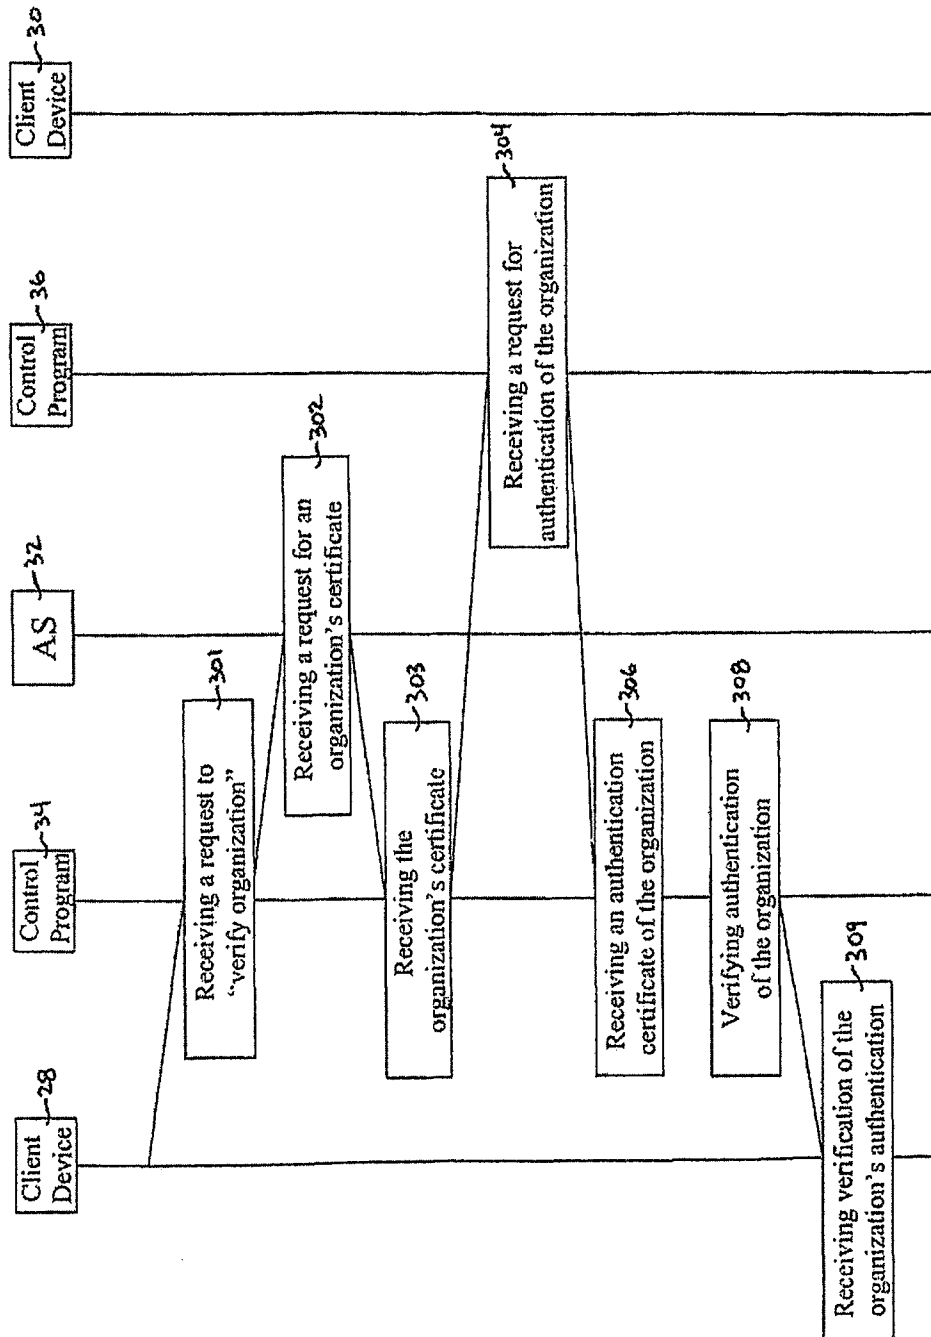 Client
Device
28
Control
Program
34
AS
32
Control
Program
36
Client
Device
30
Receiving a request to
“verify organization”
301
Receiving a request for an
organization’s certificate
302
Receiving the
organization’s certificate
303
Receiving a request for
authentication of the organization
304
Receiving an authentication
certificate of the organization
306
Verifying authentication
of the organization
308
Receiving verification of the
organization’s authentication
309